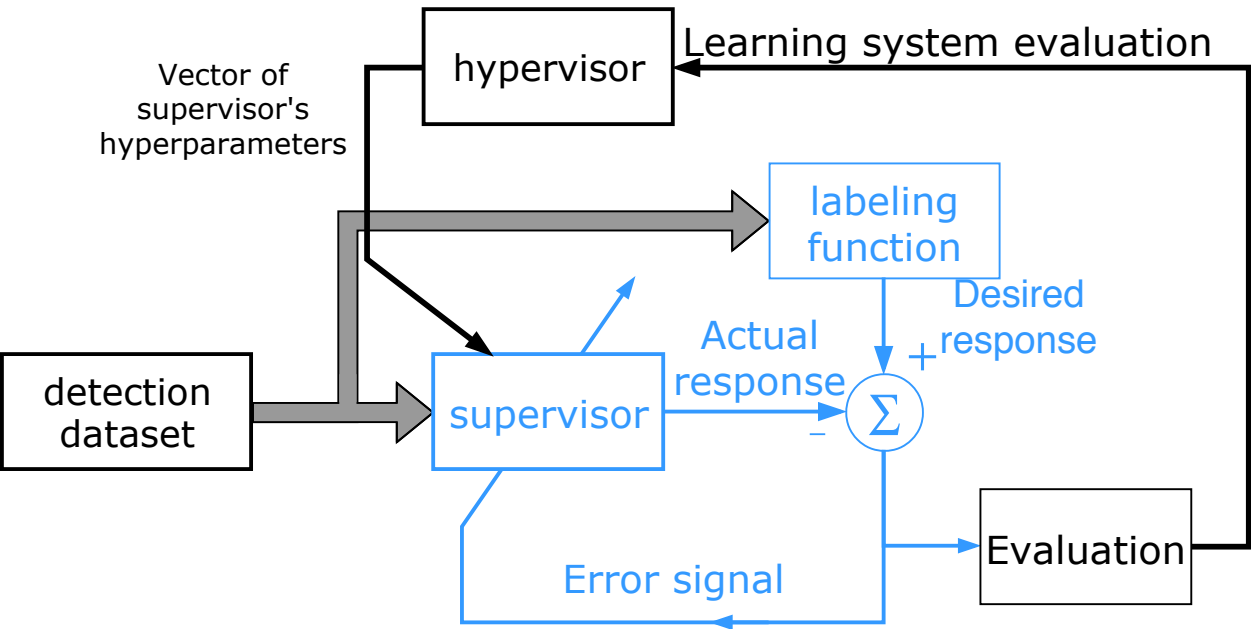 hypervisor
Learning system evaluation
Vector of
supervisor's
hyperparameters
labeling
function
Desired
response
+
Actual
response
−
Σ
detection
dataset
supervisor
Evaluation
Error signal